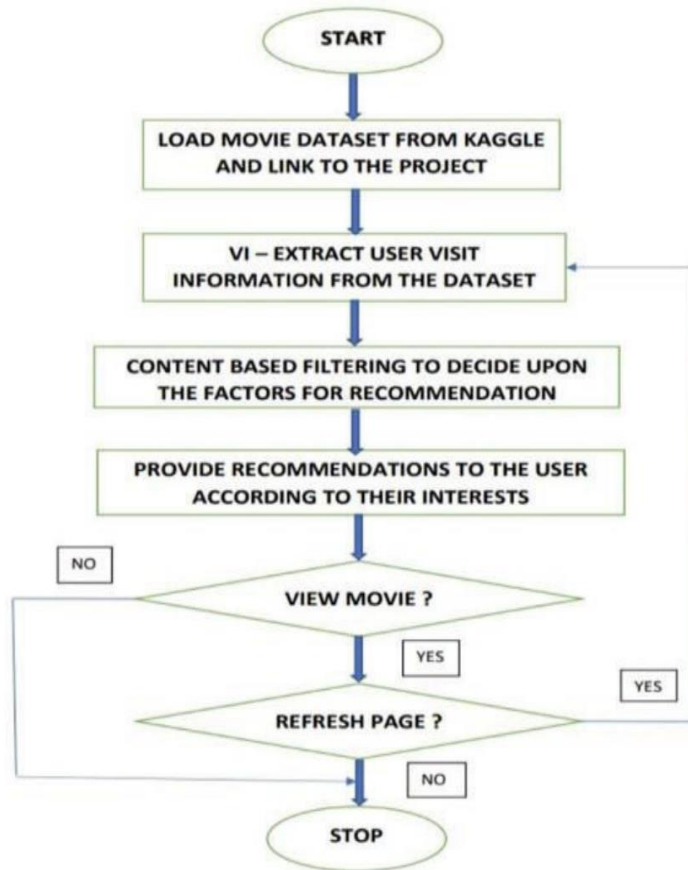 START
LOAD MOVIE DATASET FROM KAGGLE
AND LINK TO THE PROJECT
VI – EXTRACT USER VISIT
INFORMATION FROM THE DATASET
CONTENT BASED FILTERING TO DECIDE UPON
THE FACTORS FOR RECOMMENDATION
PROVIDE RECOMMENDATIONS TO THE USER
ACCORDING TO THEIR INTERESTS
NO
VIEW MOVIE ?
YES
YES
REFRESH PAGE ?
NO
STOP